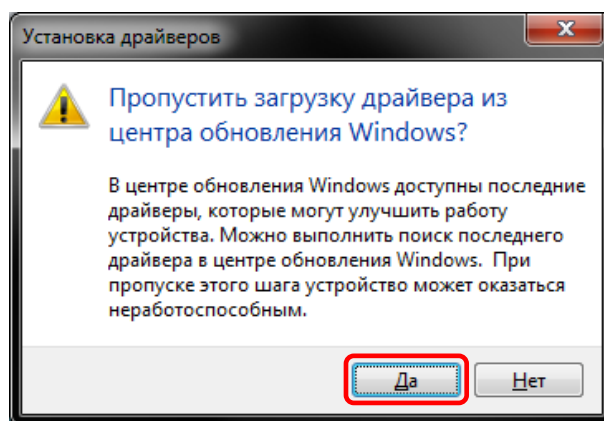 Установка драйверов
Пропустить загрузку драйвера из
центра обновления Windows?
В центре обновления Windows доступны последние
драйверы, которые могут улучшить работу
устройства. Можно выполнить поиск последнего
драйвера в центре обновления Windows.  При
пропуске этого шага устройство может оказаться
неработоспособным.
Да
Нет